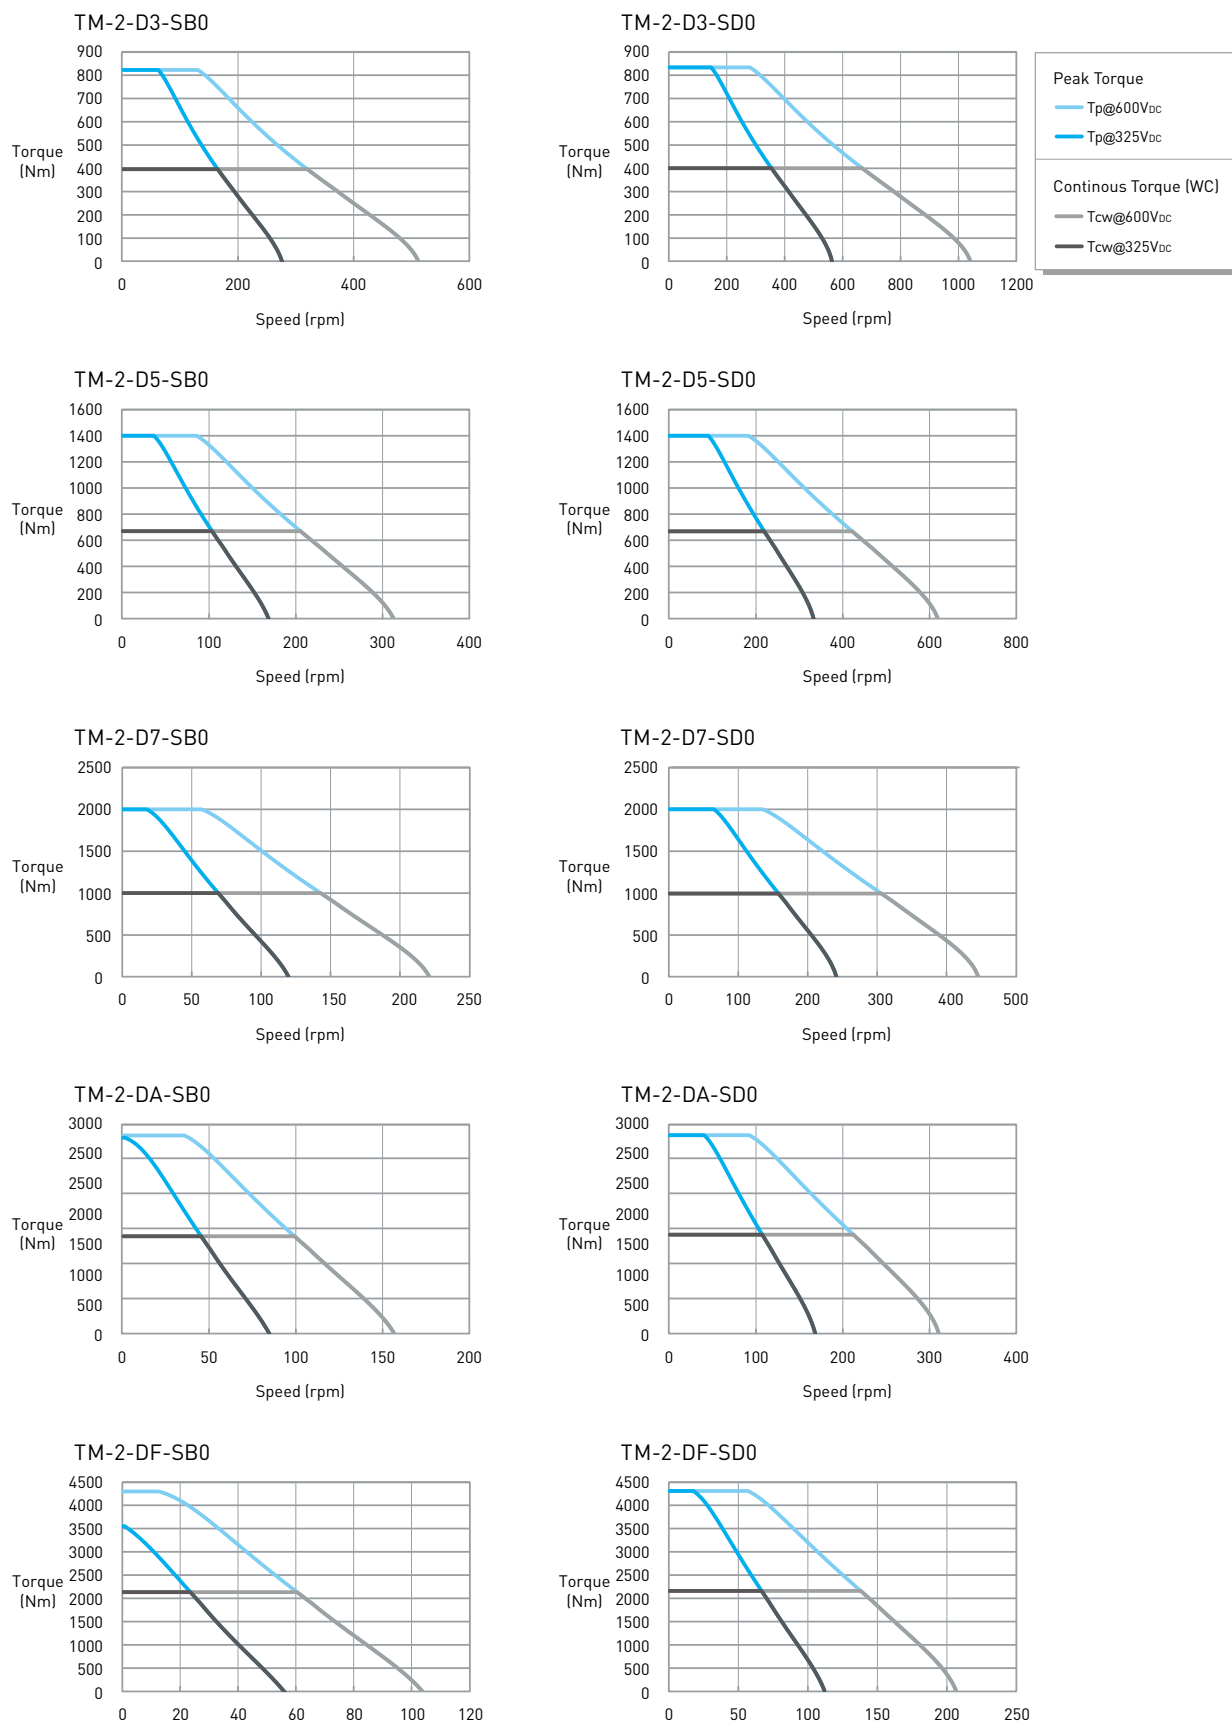 TM-2-D3-SB0
900
800
700
600
500
400
300
200
100
0
Torque
(Nm)
0 200 400 600
Speed (rpm)
TM-2-D3-SD0
900
800
700
600
500
400
300
200
100
0
Torque
(Nm)
0 200 400 600 800 1000 1200
Speed (rpm)
Peak Torque
Tp@600VDC
Tp@325VDC
Continous Torque (WC)
Tcw@600VDC
Tcw@325VDC
TM-2-D5-SB0
1600
1400
1200
1000
800
600
400
200
0
Torque
(Nm)
0 100 200 300 400
Speed (rpm)
TM-2-D5-SD0
1600
1400
1200
1000
800
600
400
200
0
Torque
(Nm)
0 200 400 600 800
Speed (rpm)
TM-2-D7-SB0
2500
2000
1500
1000
500
0
Torque
(Nm)
0 50 100 150 200 250
Speed (rpm)
TM-2-D7-SD0
2500
2000
1500
1000
500
0
Torque
(Nm)
0 100 200 300 400 500
Speed (rpm)
TM-2-DA-SB0
3000
2500
2500
2000
1500
1000
500
0
Torque
(Nm)
0 50 100 150 200
Speed (rpm)
TM-2-DA-SD0
3000
2500
2500
2000
1500
1000
500
0
Torque
(Nm)
0 100 200 300 400
Speed (rpm)
TM-2-DF-SB0
4500
4000
3500
3000
2500
2000
1500
1000
500
0
Torque
(Nm)
0 20 40 60 80 100 120
TM-2-DF-SD0
4500
4000
3500
3000
2500
2000
1500
1000
500
0
Torque
(Nm)
0 50 100 150 200 250